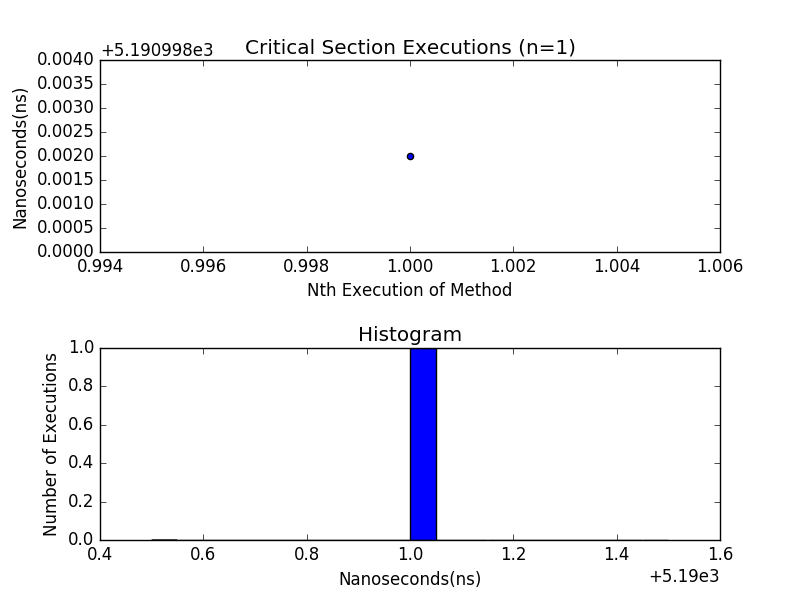 +5.190998e3
Critical Section Executions (n=1)
Nanoseconds(ns)
0.0040
0.0035
0.0030
0.0025
0.0020
0.0015
0.0010
0.0005
0.0000
0.994 0.996 0.998 1.000 1.002 1.004 1.006
Nth Execution of Method
Histogram
Number of Executions
1.0
0.8
0.6
0.4
0.2
0.0
0.4 0.6 0.8 1.0 1.2 1.4 1.6
Nanoseconds(ns)
+5.19e3